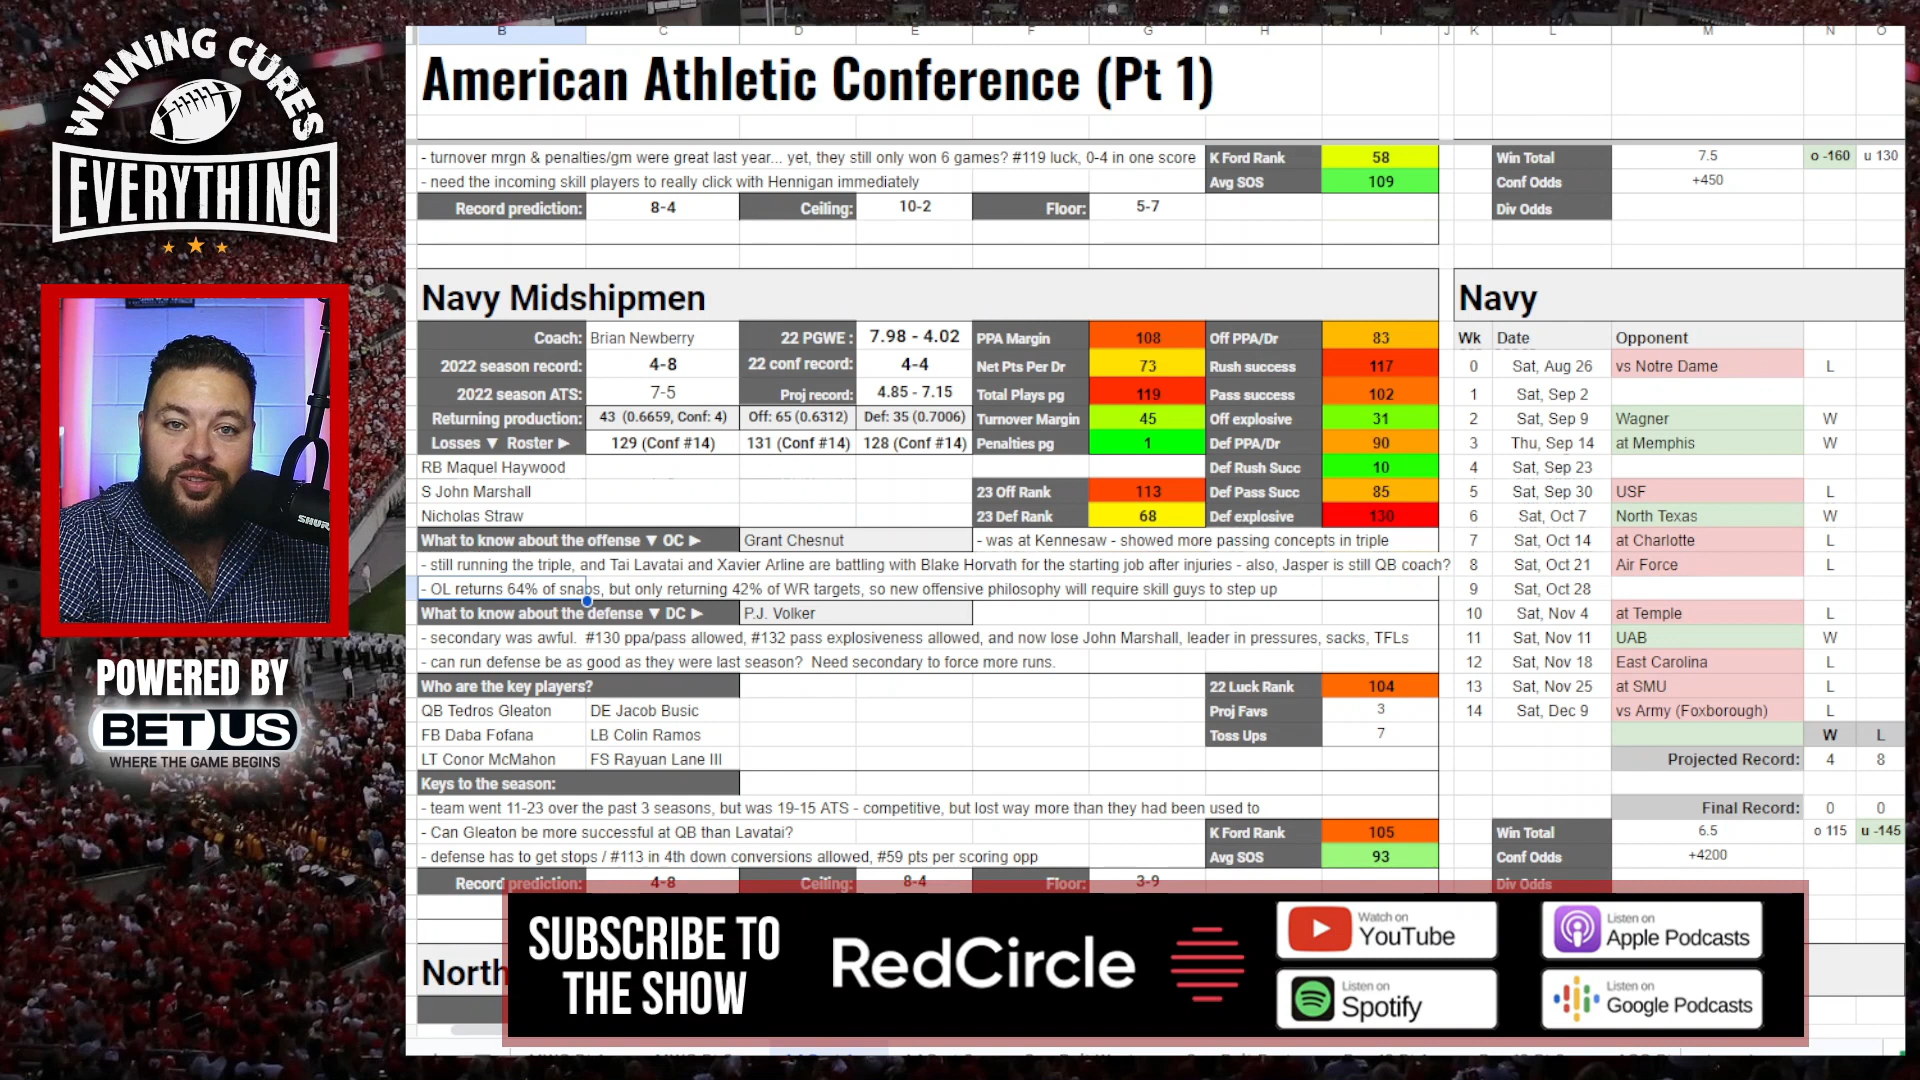 WINNING CURES
EVERYTHING
POWERED BY
BETUS
WHERE THE GAME BEGINS
SHURE
B C D E F G H I J K L M N O
American Athletic Conference (Pt 1)
- turnover mrgn & penalties/gm were great last year... yet, they still only won 6 games? #119 luck, 0-4 in one score K Ford Rank 58 Win Total 7.5 o -160 u 130
- need the incoming skill players to really click with Hennigan immediately Avg SOS 109 Conf Odds +450
Record prediction: 8-4 Ceiling: 10-2 Floor: 5-7 Div Odds
Navy Midshipmen Navy
Coach: Brian Newberry 22 PGWE : 7.98 - 4.02 PPA Margin 108 Off PPA/Dr 83 Wk Date Opponent
2022 season record: 4-8 22 conf record: 4-4 Net Pts Per Dr 73 Rush success 117 0 Sat, Aug 26 vs Notre Dame L
2022 season ATS: 7-5 Proj record: 4.85 - 7.15 Total Plays pg 119 Pass success 102 1 Sat, Sep 2
Returning production: 43 (0.6659, Conf: 4) Off: 65 (0.6312) Def: 35 (0.7006) Turnover Margin 45 Off explosive 31 2 Sat, Sep 9 Wagner W
Losses ▼ Roster ► 129 (Conf #14) 131 (Conf #14) 128 (Conf #14) Penalties pg 1 Def PPA/Dr 90 3 Thu, Sep 14 at Memphis W
RB Maquel Haywood Def Rush Succ 10 4 Sat, Sep 23
S John Marshall 23 Off Rank 113 Def Pass Succ 85 5 Sat, Sep 30 USF L
Nicholas Straw 23 Def Rank 68 Def explosive 130 6 Sat, Oct 7 North Texas W
What to know about the offense ▼ OC ► Grant Chesnut - was at Kennesaw - showed more passing concepts in triple 7 Sat, Oct 14 at Charlotte L
- still running the triple, and Tai Lavatai and Xavier Arline are battling with Blake Horvath for the starting job after injuries - also, Jasper is still QB coach? 8 Sat, Oct 21 Air Force L
- OL returns 64% of snaps, but only returning 42% of WR targets, so new offensive philosophy will require skill guys to step up 9 Sat, Oct 28
What to know about the defense ▼ DC ► P.J. Volker 10 Sat, Nov 4 at Temple L
- secondary was awful. #130 ppa/pass allowed, #132 pass explosiveness allowed, and now lose John Marshall, leader in pressures, sacks, TFLs 11 Sat, Nov 11 UAB W
- can run defense be as good as they were last season? Need secondary to force more runs. 12 Sat, Nov 18 East Carolina L
Who are the key players? 22 Luck Rank 104 13 Sat, Nov 25 at SMU L
QB Tedros Gleaton DE Jacob Busic Proj Favs 3 14 Sat, Dec 9 vs Army (Foxborough) L
FB Daba Fofana LB Colin Ramos Toss Ups 7 W L
LT Conor McMahon FS Rayuan Lane III Projected Record: 4 8
Keys to the season:
- team went 11-23 over the past 3 seasons, but was 19-15 ATS - competitive, but lost way more than they had been used to Final Record: 0 0
- Can Gleaton be more successful at QB than Lavatai? K Ford Rank 105 Win Total 6.5 o 115 u -145
- defense has to get stops / #113 in 4th down conversions allowed, #59 pts per scoring opp Avg SOS 93 Conf Odds +4200
Record prediction: 4-8 Ceiling: 8-4 Floor: 3-9 Div Odds
North
SUBSCRIBE TO
THE SHOW
RedCircle
Watch on
YouTube
Listen on
Apple Podcasts
Listen on
Spotify
Listen on
Google Podcasts